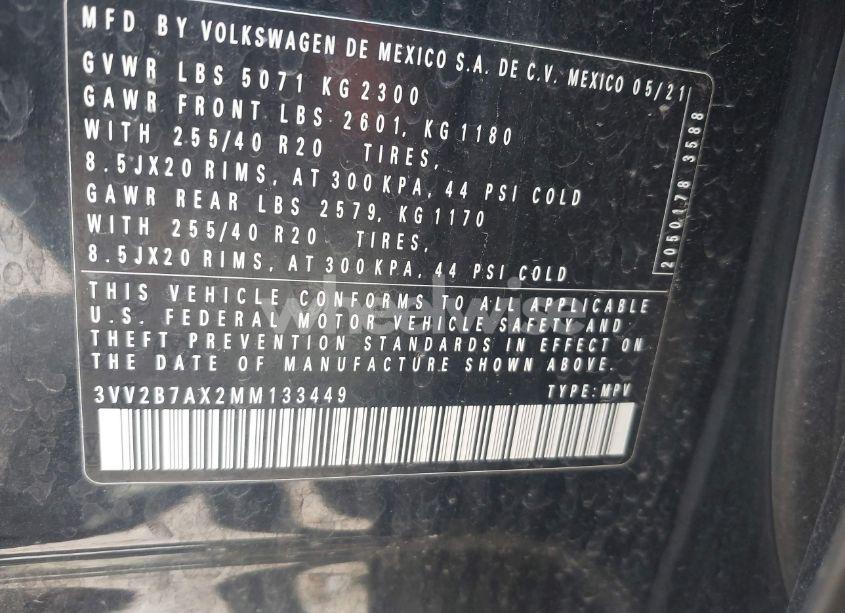 MFD BY VOLKSWAGEN DE MEXICO S.A. DE C.V. MEXICO 05/21
GVWR LBS 5071 KG 2300
GAWR FRONT LBS 2601, KG 1180
WITH 255/40 R20 TIRES,
8.5JX20 RIMS, AT 300 KPA, 44 PSI COLD
GAWR REAR LBS 2579, KG 1170
WITH 255/40 R20 TIRES,
8.5JX20 RIMS, AT 300 KPA, 44 PSI COLD
2050178 3588
THIS VEHICLE CONFORMS TO ALL APPLICABLE
U.S. FEDERAL MOTOR VEHICLE SAFETY AND
THEFT PREVENTION STANDARDS IN EFFECT ON
THE DATE OF MANUFACTURE SHOWN ABOVE.
3VV2B7AX2MM133449 TYPE: MPV
wheelwise